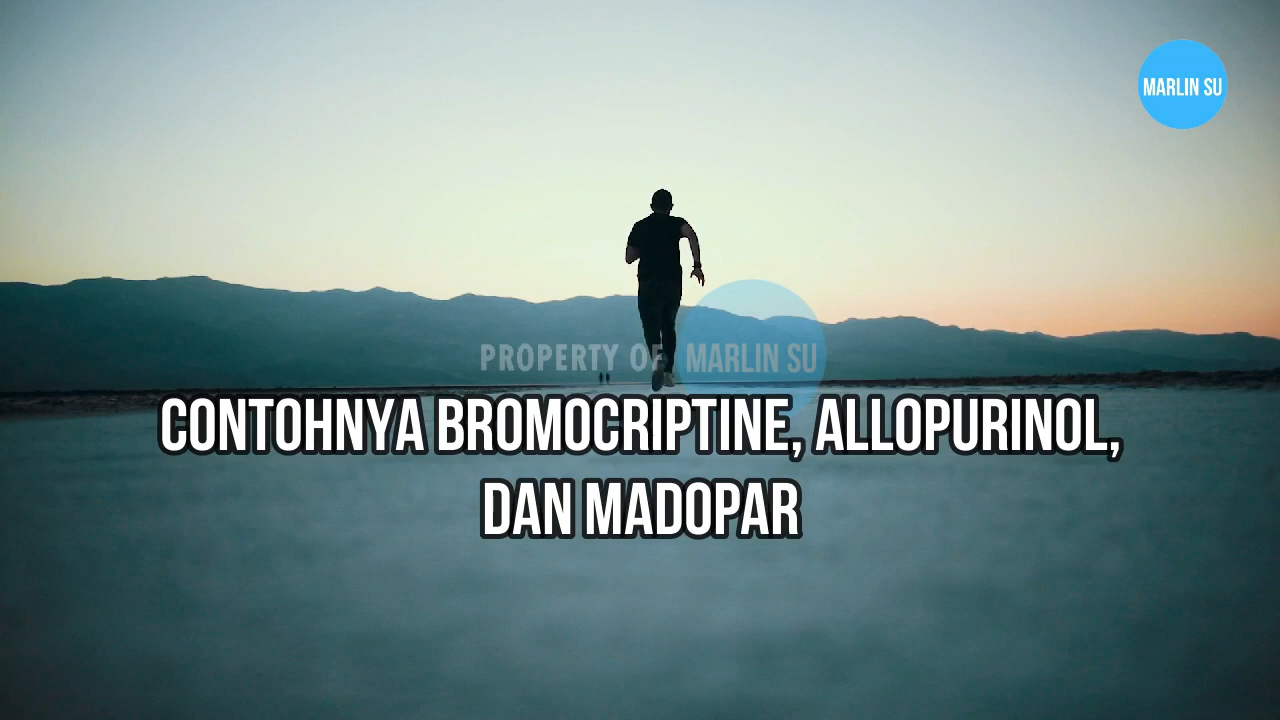 MARLIN SU
PROPERTY OF MARLIN SU
CONTOHNYA BROMOCRIPTINE, ALLOPURINOL,
DAN MADOPAR